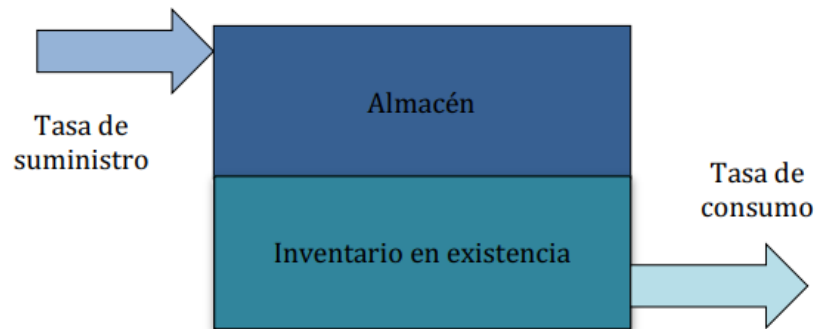 Almacén
Tasa de
suministro
Tasa de
consumo
Inventario en existencia